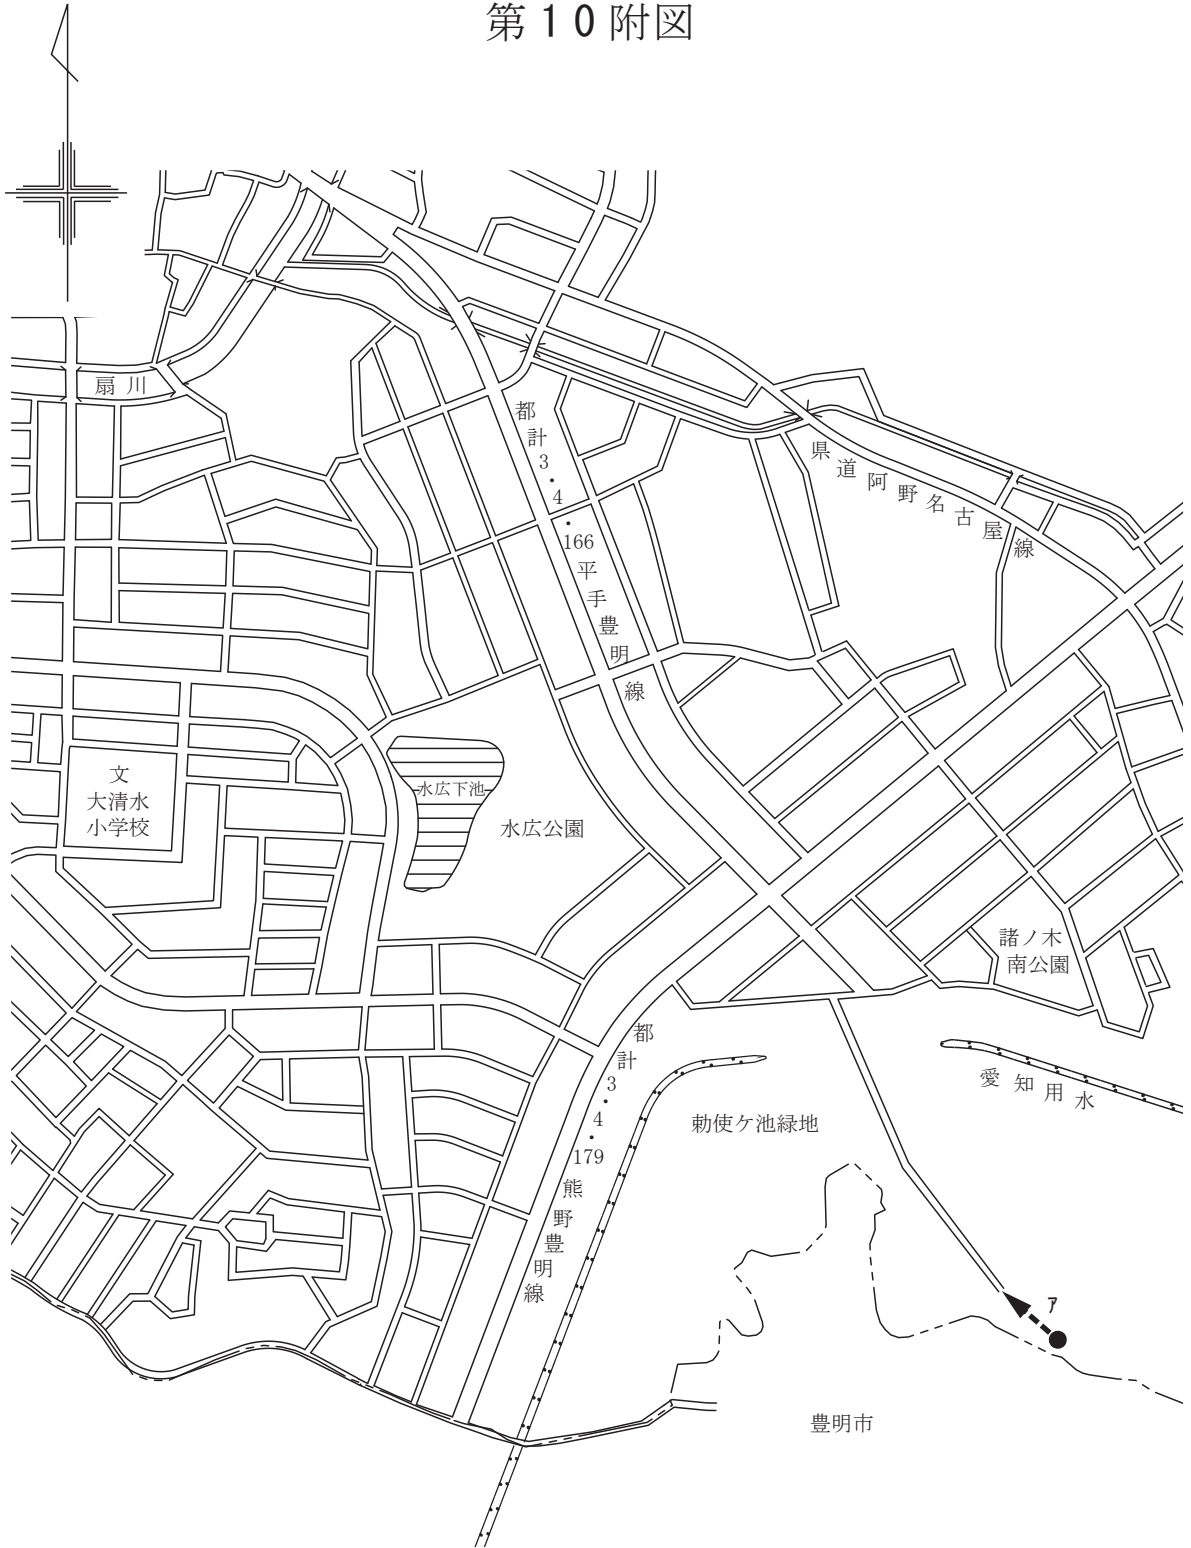 第10附図
扇川
都計3・4・166平手豊明線
県道阿野名古屋線
文
大清水
小学校
水広下池
水広公園
諸ノ木
南公園
都計3・4・179熊野豊明線
愛知用水
勅使ケ池緑地
ア
豊明市